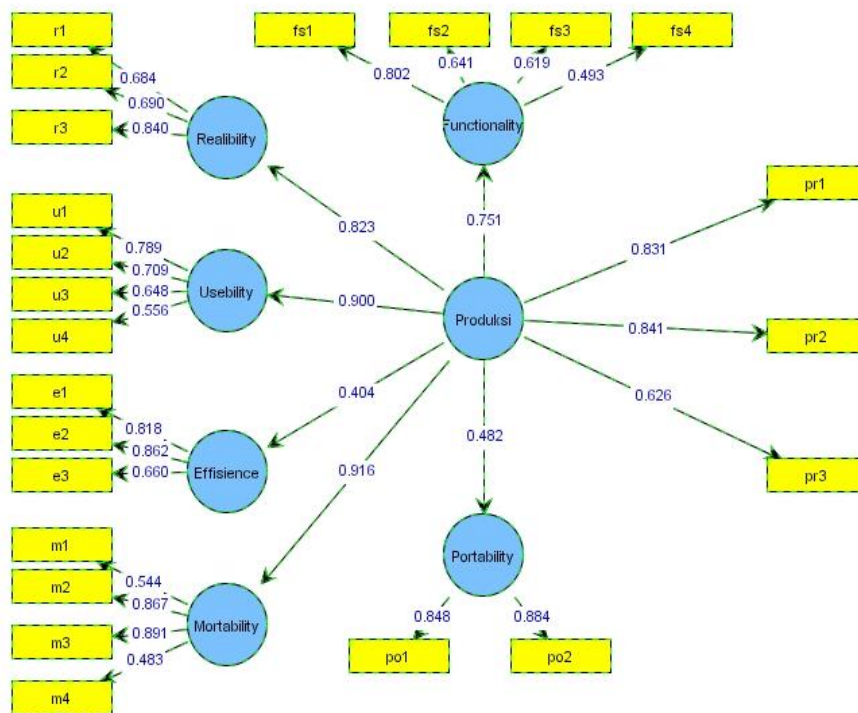 r1
fs1
fs2
fs3
fs4
r2
0.684
0.802
0.641
0.619
0.493
0.690
r3
0.840
Realibility
Functionality
pr1
u1
0.751
0.823
0.831
u2
0.789
0.709
u3
0.648
Usebility
0.900
Produksi
0.841
pr2
u4
0.556
e1
0.404
0.626
e2
0.818
0.482
0.862
e3
0.660
Effisience
pr3
0.916
m1
Portability
m2
0.544
0.867
0.848
0.884
m3
0.891
Mortability
po1
po2
0.483
m4